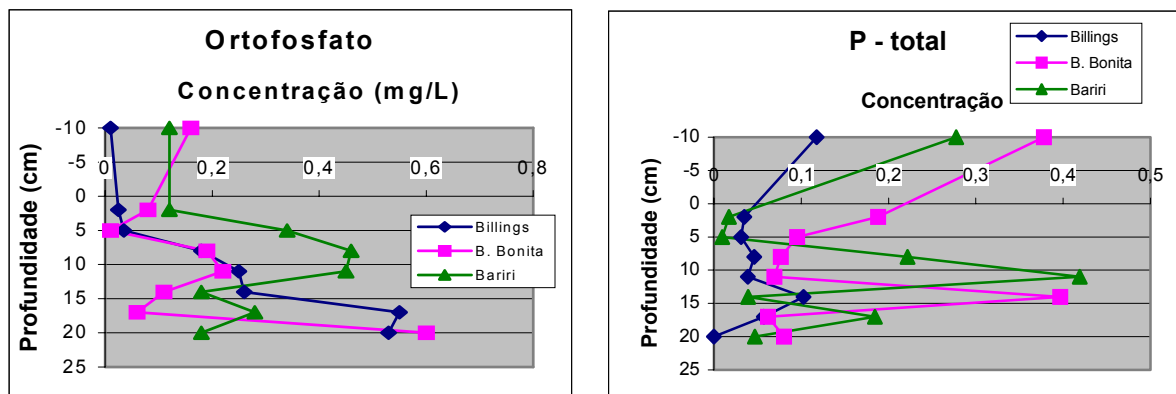 Ortofosfato
Concentração (mg/L)
-10
-5
0
5
10
15
20
25
0
0,2
0,4
0,6
0,8
Profundidade (cm)
Billings
B. Bonita
Bariri
P - total
Concentração
Billings
B. Bonita
Bariri
-10
-5
0
5
10
15
20
25
0
0,1
0,2
0,3
0,4
0,5
Profundidade (cm)